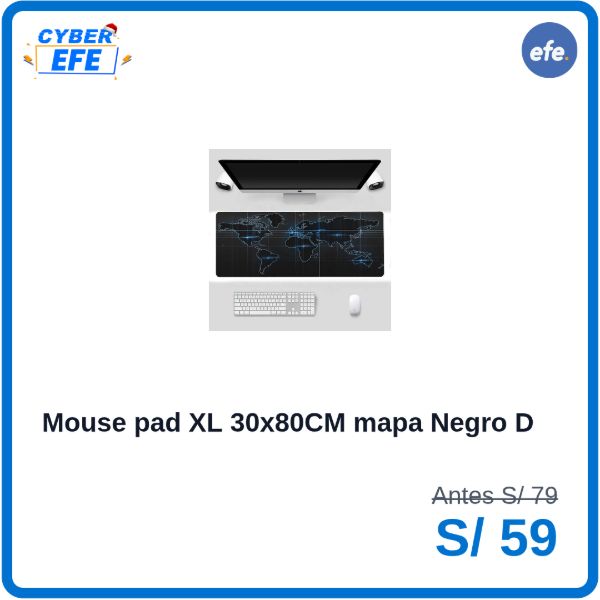 CYBER
EFE
efe.
Mouse pad XL 30x80CM mapa Negro D
Antes S/ 79
S/ 59